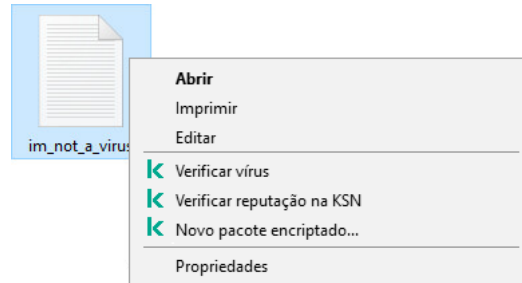 im_not_a_virus
Abrir
Imprimir
Editar
Verificar vírus
Verificar reputação na KSN
Novo pacote encriptado...
Propriedades